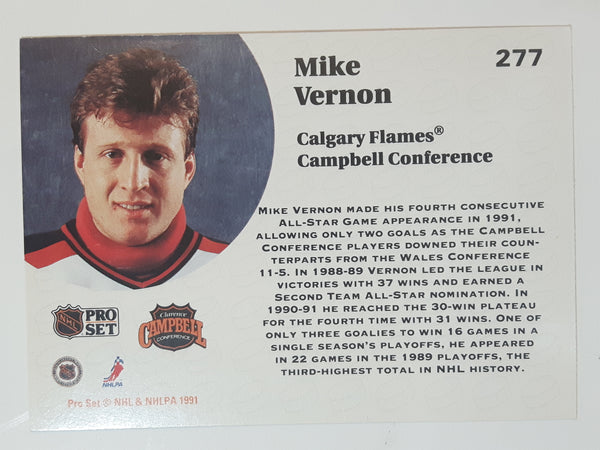 277
Mike
Vernon
Calgary Flames®
Campbell Conference
MIKE VERNON MADE HIS FOURTH CONSECUTIVE
ALL-STAR GAME APPEARANCE IN 1991,
ALLOWING ONLY TWO GOALS AS THE CAMPBELL
CONFERENCE PLAYERS DOWNED THEIR COUN-
TERPARTS FROM THE WALES CONFERENCE
11-5. IN 1988-89 VERNON LED THE LEAGUE IN
VICTORIES WITH 37 WINS AND EARNED A
SECOND TEAM ALL-STAR NOMINATION. IN
1990-91 HE REACHED THE 30-WIN PLATEAU
FOR THE FOURTH TIME WITH 31 WINS. ONE OF
ONLY THREE GOALIES TO WIN 16 GAMES IN A
SINGLE SEASON'S PLAYOFFS, HE APPEARED
IN 22 GAMES IN THE 1989 PLAYOFFS, THE
THIRD-HIGHEST TOTAL IN NHL HISTORY.
NHL PRO
SET
Clarence
CAMPBELL
CONFERENCE
NHLPA
Pro Set © NHL & NHLPA 1991